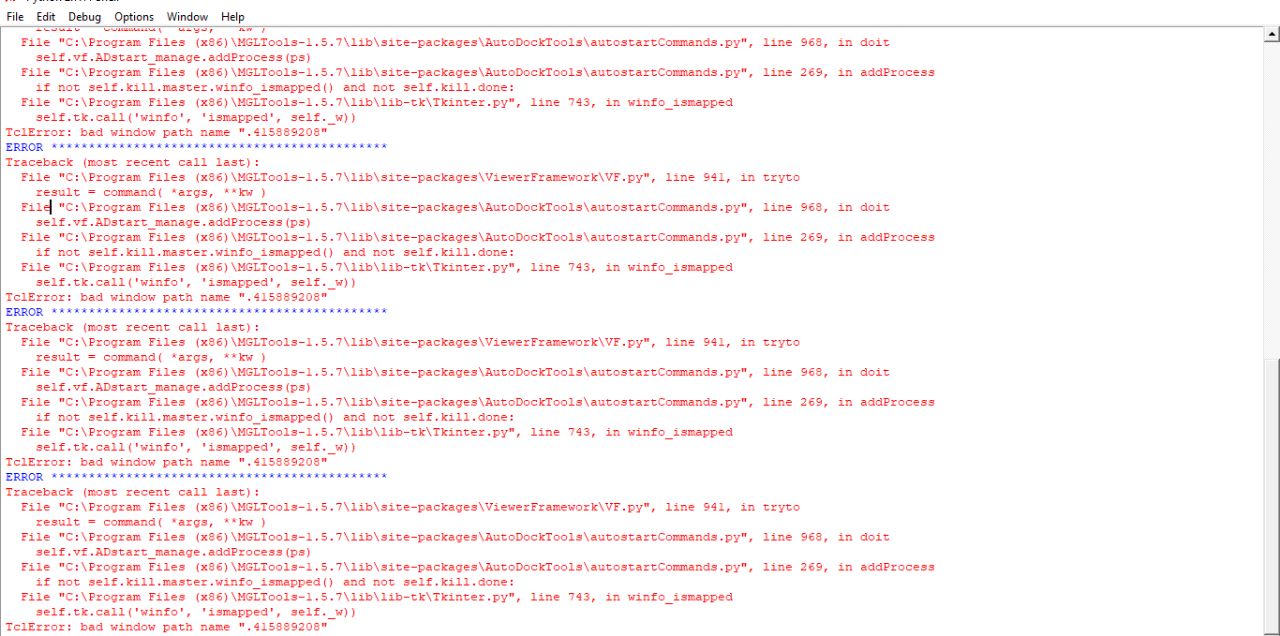 File Edit Debug Options Window Help
result = command( *args, **kw )
File "C:\Program Files (x86)\MGLTools-1.5.7\lib\site-packages\AutoDockTools\autostartCommands.py", line 968, in doit
self.vf.ADstart_manage.addProcess(ps)
File "C:\Program Files (x86)\MGLTools-1.5.7\lib\site-packages\AutoDockTools\autostartCommands.py", line 269, in addProcess
if not self.kill.master.winfo_ismapped() and not self.kill.done:
File "C:\Program Files (x86)\MGLTools-1.5.7\lib\lib-tk\Tkinter.py", line 743, in winfo_ismapped
self.tk.call('winfo', 'ismapped', self._w))
TclError: bad window path name ".415889208"
ERROR *********************************************
Traceback (most recent call last):
File "C:\Program Files (x86)\MGLTools-1.5.7\lib\site-packages\ViewerFramework\VF.py", line 941, in tryto
result = command( *args, **kw )
File "C:\Program Files (x86)\MGLTools-1.5.7\lib\site-packages\AutoDockTools\autostartCommands.py", line 968, in doit
self.vf.ADstart_manage.addProcess(ps)
File "C:\Program Files (x86)\MGLTools-1.5.7\lib\site-packages\AutoDockTools\autostartCommands.py", line 269, in addProcess
if not self.kill.master.winfo_ismapped() and not self.kill.done:
File "C:\Program Files (x86)\MGLTools-1.5.7\lib\lib-tk\Tkinter.py", line 743, in winfo_ismapped
self.tk.call('winfo', 'ismapped', self._w))
TclError: bad window path name ".415889208"
ERROR *********************************************
Traceback (most recent call last):
File "C:\Program Files (x86)\MGLTools-1.5.7\lib\site-packages\ViewerFramework\VF.py", line 941, in tryto
result = command( *args, **kw )
File "C:\Program Files (x86)\MGLTools-1.5.7\lib\site-packages\AutoDockTools\autostartCommands.py", line 968, in doit
self.vf.ADstart_manage.addProcess(ps)
File "C:\Program Files (x86)\MGLTools-1.5.7\lib\site-packages\AutoDockTools\autostartCommands.py", line 269, in addProcess
if not self.kill.master.winfo_ismapped() and not self.kill.done:
File "C:\Program Files (x86)\MGLTools-1.5.7\lib\lib-tk\Tkinter.py", line 743, in winfo_ismapped
self.tk.call('winfo', 'ismapped', self._w))
TclError: bad window path name ".415889208"
ERROR *********************************************
Traceback (most recent call last):
File "C:\Program Files (x86)\MGLTools-1.5.7\lib\site-packages\ViewerFramework\VF.py", line 941, in tryto
result = command( *args, **kw )
File "C:\Program Files (x86)\MGLTools-1.5.7\lib\site-packages\AutoDockTools\autostartCommands.py", line 968, in doit
self.vf.ADstart_manage.addProcess(ps)
File "C:\Program Files (x86)\MGLTools-1.5.7\lib\site-packages\AutoDockTools\autostartCommands.py", line 269, in addProcess
if not self.kill.master.winfo_ismapped() and not self.kill.done:
File "C:\Program Files (x86)\MGLTools-1.5.7\lib\lib-tk\Tkinter.py", line 743, in winfo_ismapped
self.tk.call('winfo', 'ismapped', self._w))
TclError: bad window path name ".415889208"